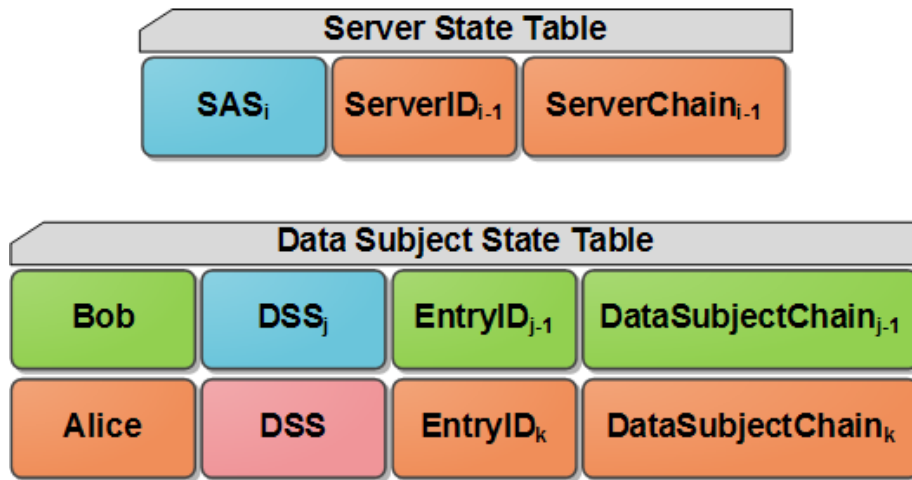 Server State Table
SASᵢ ServerIDᵢ₋₁ ServerChainᵢ₋₁
Data Subject State Table
Bob DSSⱼ EntryIDⱼ₋₁ DataSubjectChainⱼ₋₁
Alice DSS EntryIDₖ DataSubjectChainₖ